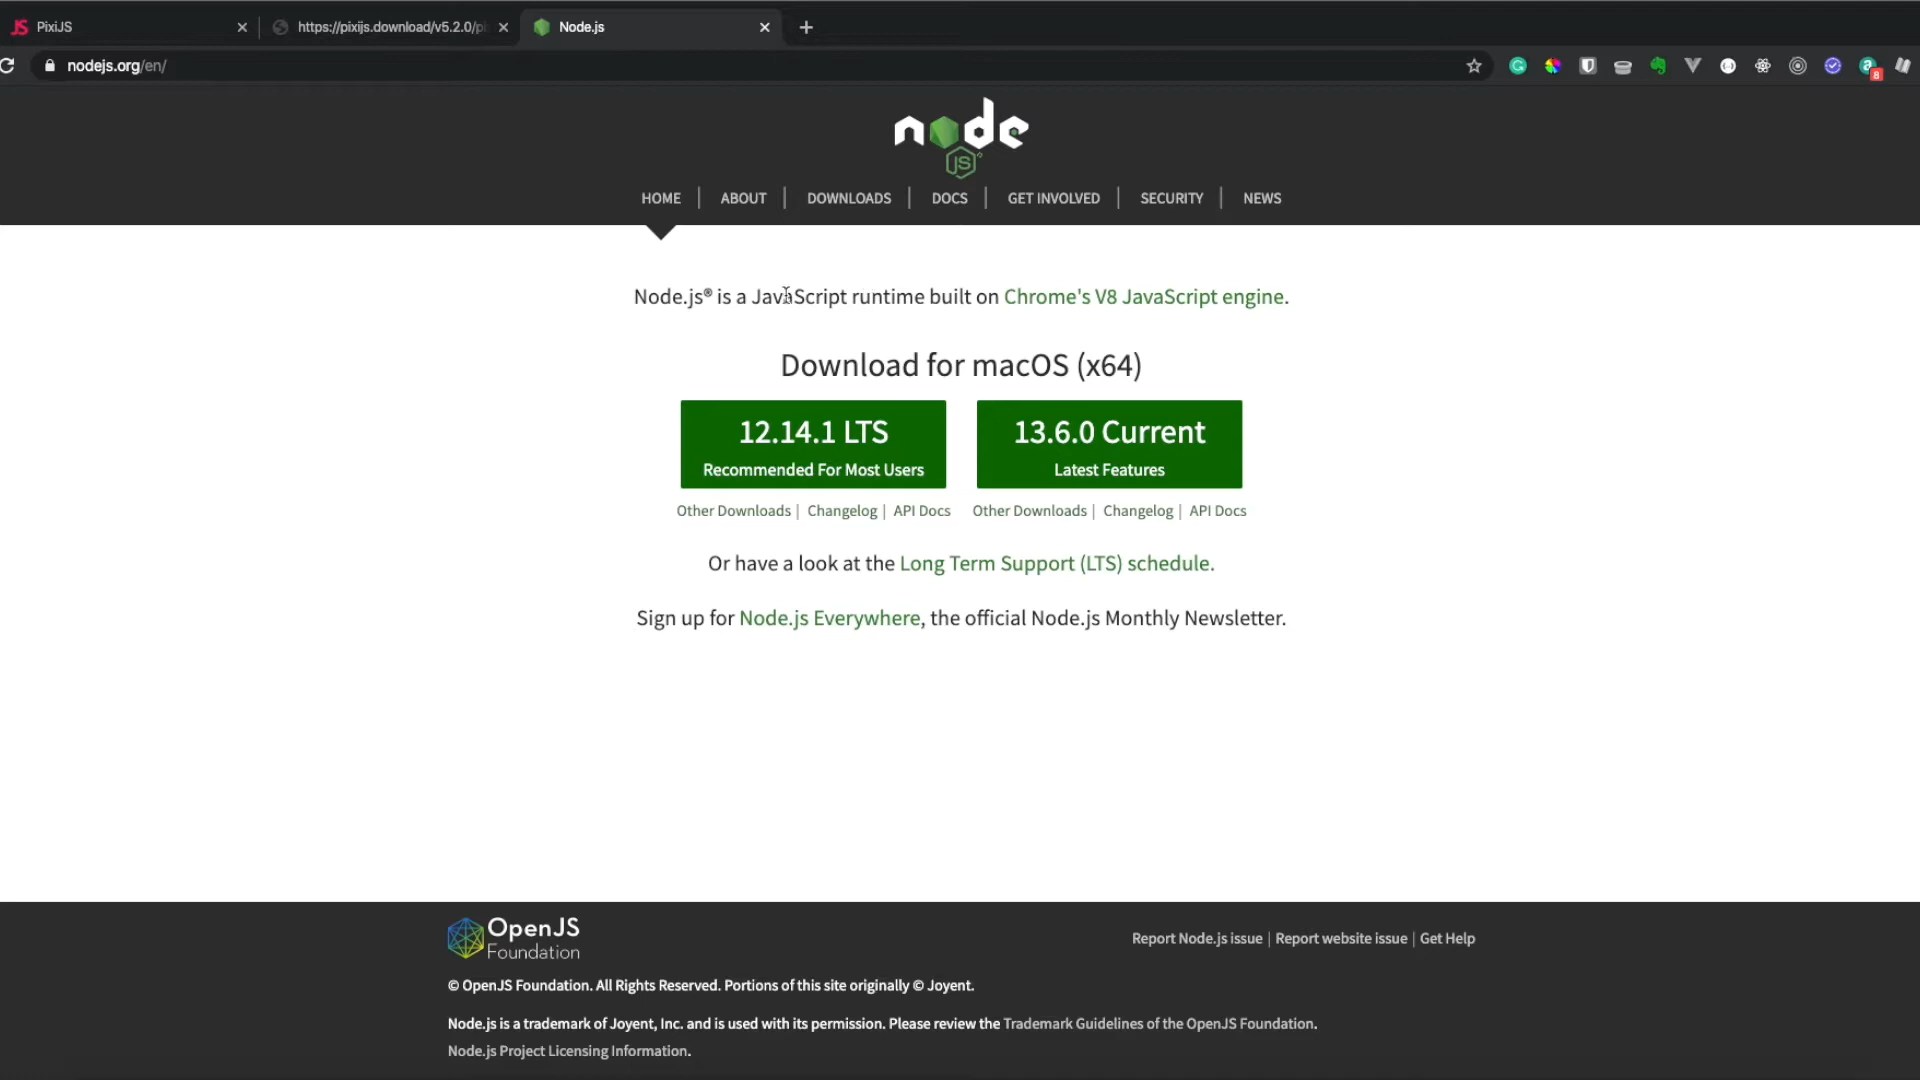 PixiJS
https://pixijs.download/v5.2.0/pi
Node.js
nodejs.org/en/
node
JS
HOME | ABOUT | DOWNLOADS | DOCS | GET INVOLVED | SECURITY | NEWS
Node.js® is a JavaScript runtime built on Chrome's V8 JavaScript engine.
Download for macOS (x64)
12.14.1 LTS
Recommended For Most Users
13.6.0 Current
Latest Features
Other Downloads | Changelog | API Docs
Other Downloads | Changelog | API Docs
Or have a look at the Long Term Support (LTS) schedule.
Sign up for Node.js Everywhere, the official Node.js Monthly Newsletter.
OpenJS
Foundation
Report Node.js issue | Report website issue | Get Help
© OpenJS Foundation. All Rights Reserved. Portions of this site originally © Joyent.
Node.js is a trademark of Joyent, Inc. and is used with its permission. Please review the Trademark Guidelines of the OpenJS Foundation.
Node.js Project Licensing Information.